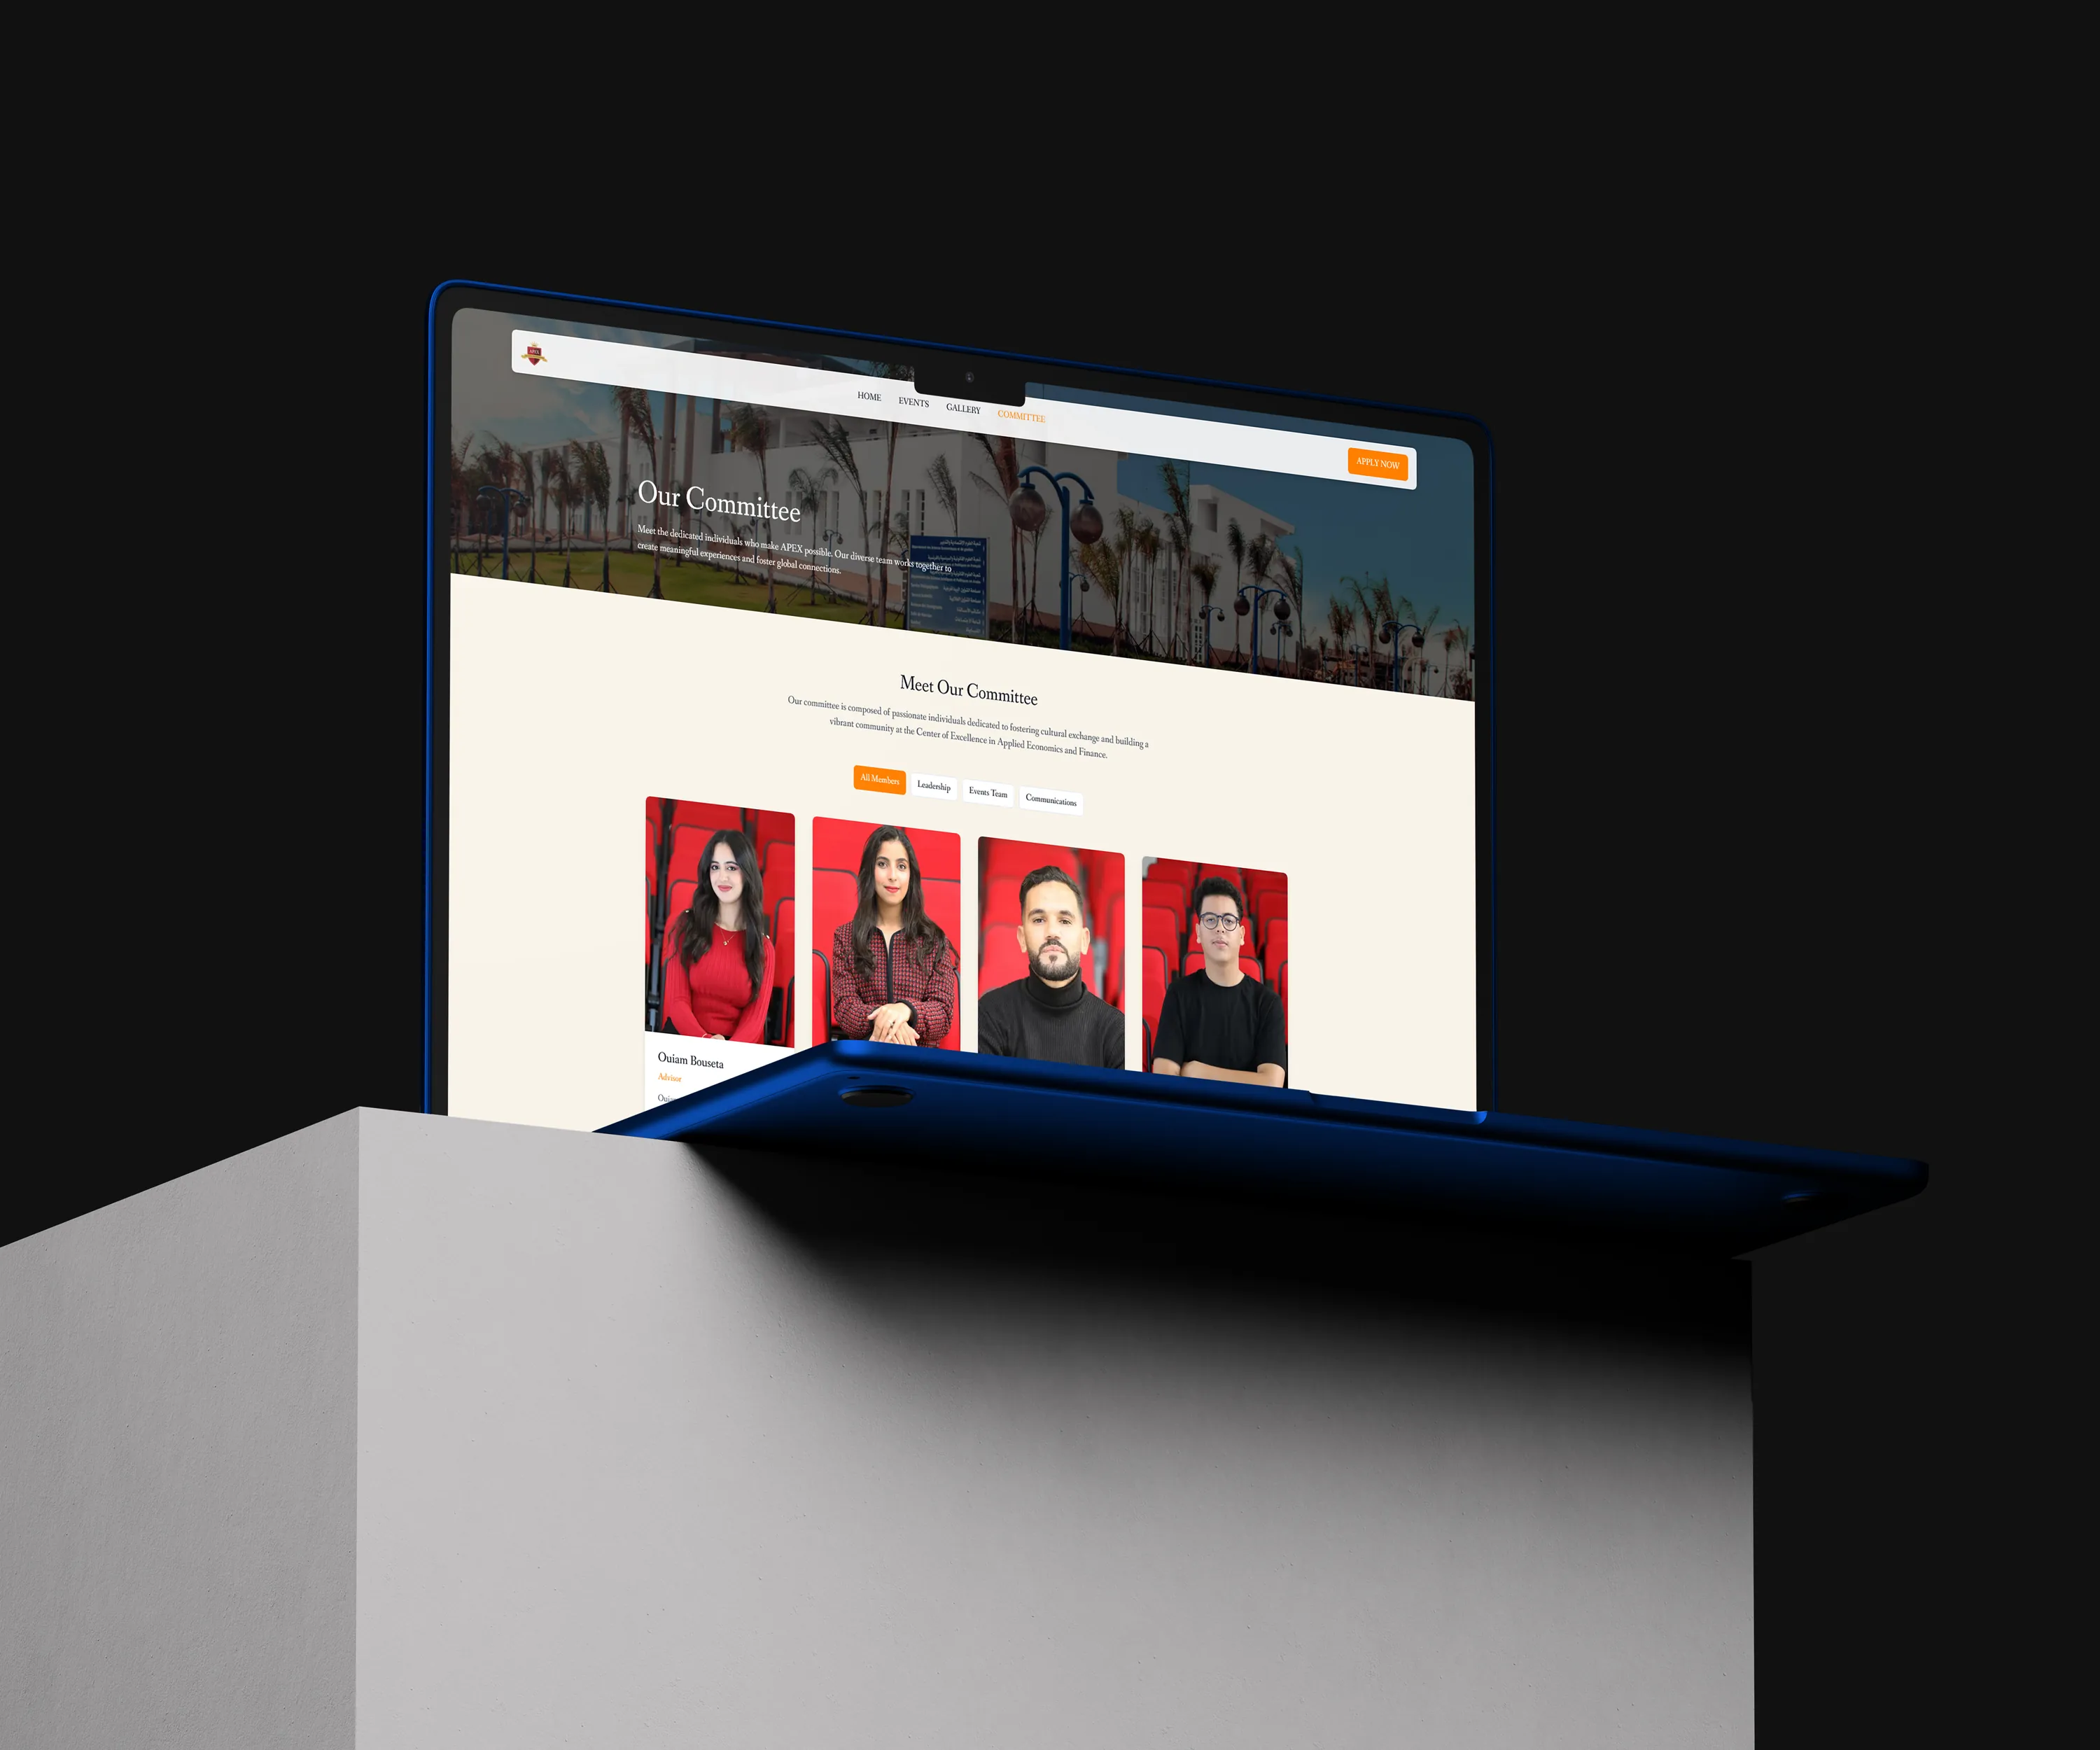 HOME
EVENTS
GALLERY
COMMITTEE
APPLY NOW
Our Committee
Meet the dedicated individuals who make APEX possible. Our diverse team works together to
create meaningful experiences and foster global connections.
Meet Our Committee
Our committee is composed of passionate individuals dedicated to fostering cultural exchange and building a
vibrant community at the Center of Excellence in Applied Economics and Finance.
All Members
Leadership
Events Team
Communications
Ouiam Bouseta
Advisor